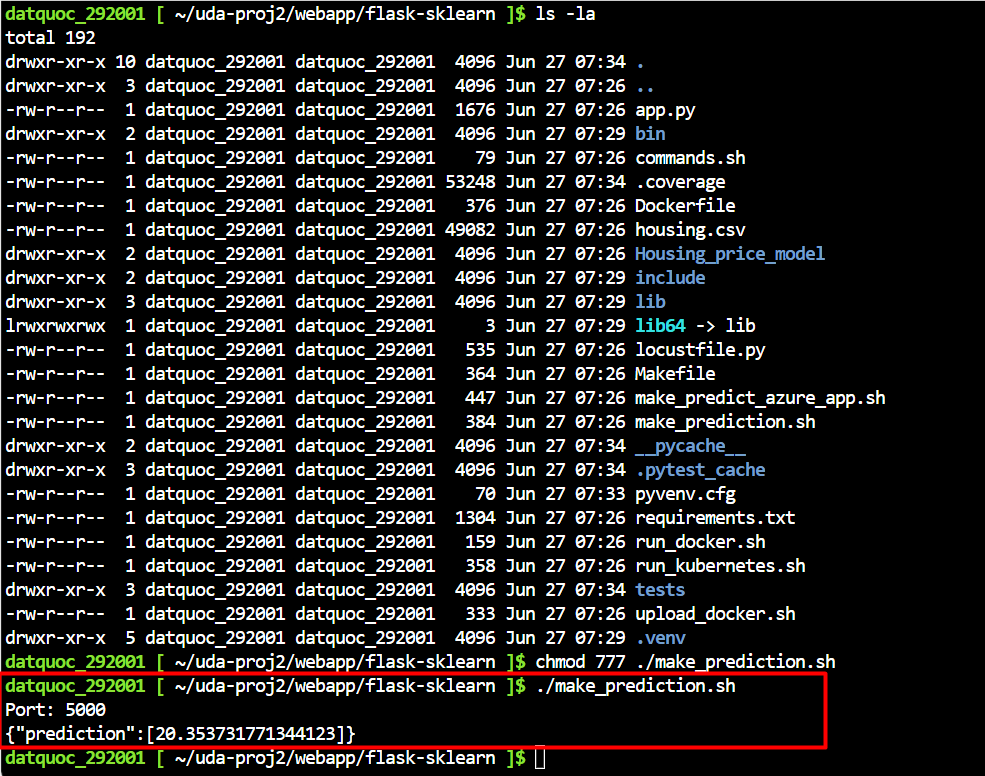 datquoc_292001 [ ~/uda-proj2/webapp/flask-sklearn ]$ ls -la
total 192
drwxr-xr-x 10 datquoc_292001 datquoc_292001  4096 Jun 27 07:34 .
drwxr-xr-x  3 datquoc_292001 datquoc_292001  4096 Jun 27 07:26 ..
-rw-r--r--  1 datquoc_292001 datquoc_292001  1676 Jun 27 07:26 app.py
drwxr-xr-x  2 datquoc_292001 datquoc_292001  4096 Jun 27 07:29 bin
-rw-r--r--  1 datquoc_292001 datquoc_292001    79 Jun 27 07:26 commands.sh
-rw-r--r--  1 datquoc_292001 datquoc_292001 53248 Jun 27 07:34 .coverage
-rw-r--r--  1 datquoc_292001 datquoc_292001   376 Jun 27 07:26 Dockerfile
-rw-r--r--  1 datquoc_292001 datquoc_292001 49082 Jun 27 07:26 housing.csv
drwxr-xr-x  2 datquoc_292001 datquoc_292001  4096 Jun 27 07:26 Housing_price_model
drwxr-xr-x  2 datquoc_292001 datquoc_292001  4096 Jun 27 07:29 include
drwxr-xr-x  3 datquoc_292001 datquoc_292001  4096 Jun 27 07:29 lib
lrwxrwxrwx  1 datquoc_292001 datquoc_292001     3 Jun 27 07:29 lib64 -> lib
-rw-r--r--  1 datquoc_292001 datquoc_292001   535 Jun 27 07:26 locustfile.py
-rw-r--r--  1 datquoc_292001 datquoc_292001   364 Jun 27 07:26 Makefile
-rw-r--r--  1 datquoc_292001 datquoc_292001   447 Jun 27 07:26 make_predict_azure_app.sh
-rw-r--r--  1 datquoc_292001 datquoc_292001   384 Jun 27 07:26 make_prediction.sh
drwxr-xr-x  2 datquoc_292001 datquoc_292001  4096 Jun 27 07:34 __pycache__
drwxr-xr-x  3 datquoc_292001 datquoc_292001  4096 Jun 27 07:34 .pytest_cache
-rw-r--r--  1 datquoc_292001 datquoc_292001    70 Jun 27 07:33 pyvenv.cfg
-rw-r--r--  1 datquoc_292001 datquoc_292001  1304 Jun 27 07:26 requirements.txt
-rw-r--r--  1 datquoc_292001 datquoc_292001   159 Jun 27 07:26 run_docker.sh
-rw-r--r--  1 datquoc_292001 datquoc_292001   358 Jun 27 07:26 run_kubernetes.sh
drwxr-xr-x  3 datquoc_292001 datquoc_292001  4096 Jun 27 07:34 tests
-rw-r--r--  1 datquoc_292001 datquoc_292001   333 Jun 27 07:26 upload_docker.sh
drwxr-xr-x  5 datquoc_292001 datquoc_292001  4096 Jun 27 07:29 .venv
datquoc_292001 [ ~/uda-proj2/webapp/flask-sklearn ]$ chmod 777 ./make_prediction.sh
datquoc_292001 [ ~/uda-proj2/webapp/flask-sklearn ]$ ./make_prediction.sh
Port: 5000
{"prediction":[20.353731771344123]}
datquoc_292001 [ ~/uda-proj2/webapp/flask-sklearn ]$